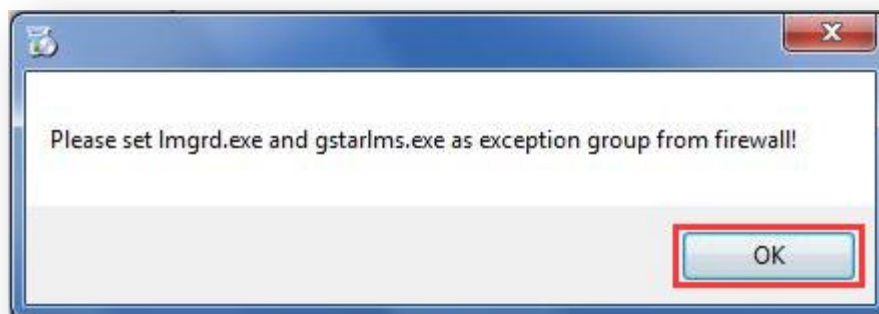 Please set lmgrd.exe and gstarlms.exe as exception group from firewall!
OK